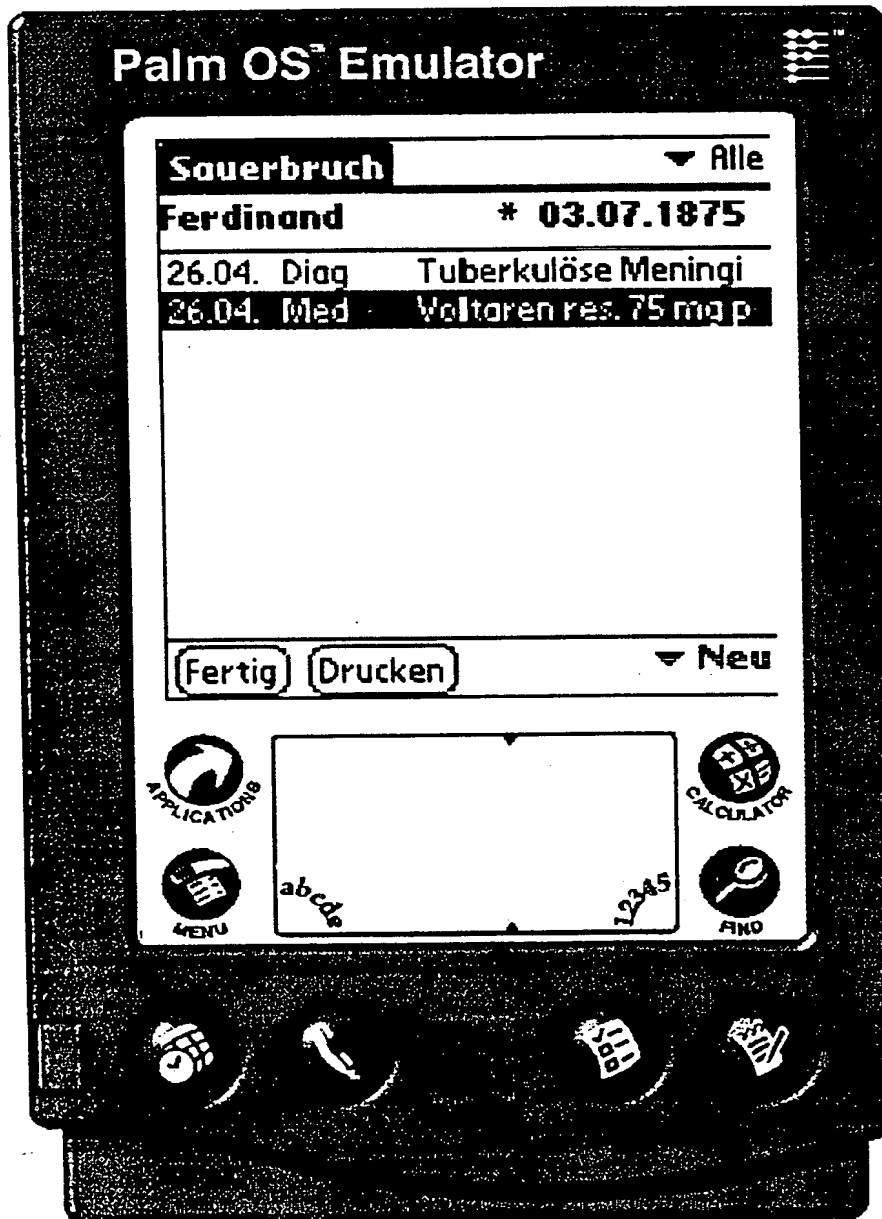 Palm OS™ Emulator
Sauerbruch Alle
Ferdinand * 03.07.1875
26.04. Diag Tuberkulöse Meningi
26.04. Med Voltaren res. 75 mg p
Fertig Drucken Neu
APPLICATIONS CALCULATOR
MENU abcde 12345 FIND